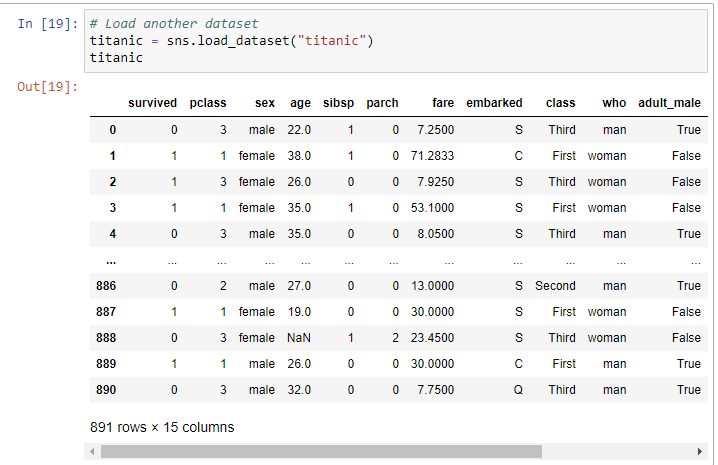 In [19]: # Load another dataset
titanic = sns.load_dataset("titanic")
titanic
Out[19]:
survived pclass sex age sibsp parch fare embarked class who adult_male
0 0 3 male 22.0 1 0 7.2500 S Third man True
1 1 1 female 38.0 1 0 71.2833 C First woman False
2 1 3 female 26.0 0 0 7.9250 S Third woman False
3 1 1 female 35.0 1 0 53.1000 S First woman False
4 0 3 male 35.0 0 0 8.0500 S Third man True
... ... ... ... ... ... ... ... ... ... ... ...
886 0 2 male 27.0 0 0 13.0000 S Second man True
887 1 1 female 19.0 0 0 30.0000 S First woman False
888 0 3 female NaN 1 2 23.4500 S Third woman False
889 1 1 male 26.0 0 0 30.0000 C First man True
890 0 3 male 32.0 0 0 7.7500 Q Third man True
891 rows × 15 columns